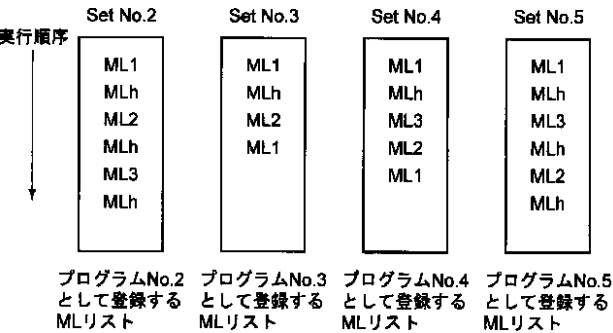 Set No.2
Set No.3
Set No.4
Set No.5
実行順序
ML1
MLh
ML2
MLh
ML3
MLh
ML1
MLh
ML2
ML1
ML1
MLh
ML3
ML2
ML1
ML1
MLh
ML3
MLh
ML2
MLh
プログラムNo.2
として登録する
MLリスト
プログラムNo.3
として登録する
MLリスト
プログラムNo.4
として登録する
MLリスト
プログラムNo.5
として登録する
MLリスト